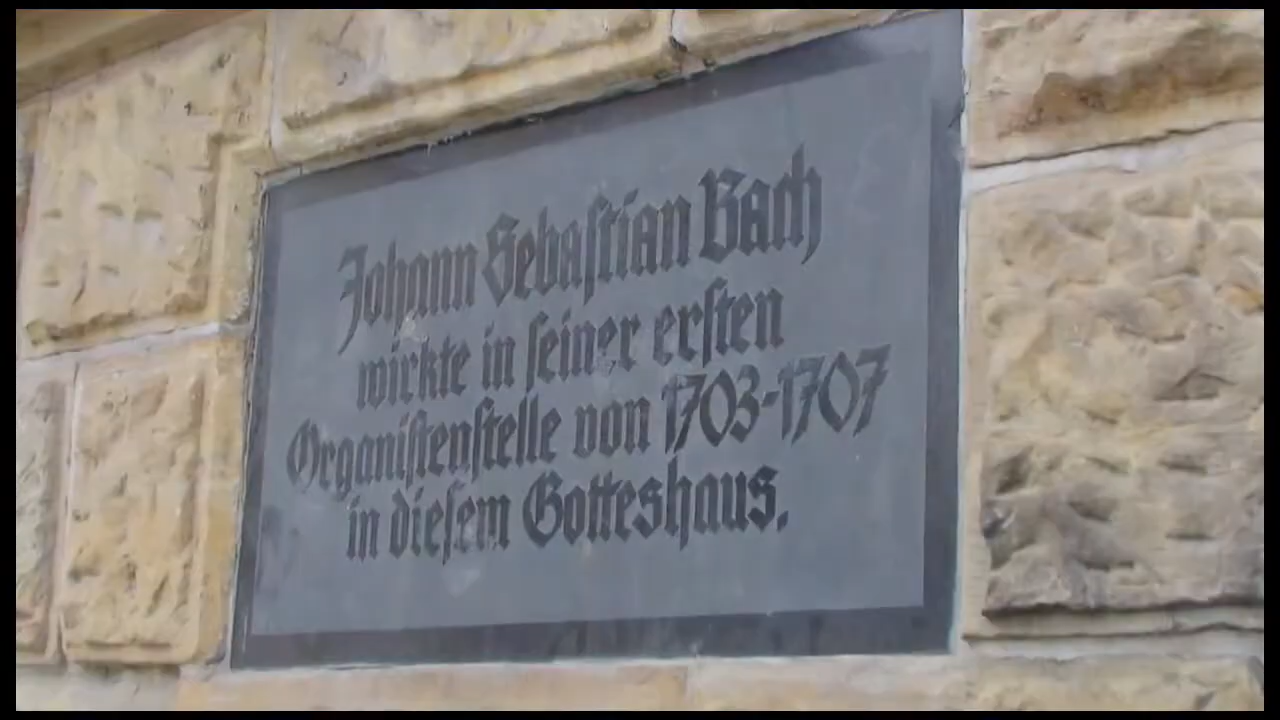 Johann Sebaſtian Bach
wirkte in ſeiner erſten
Organiſtenſtelle von 1703-1707
in dieſem Gotteshaus.